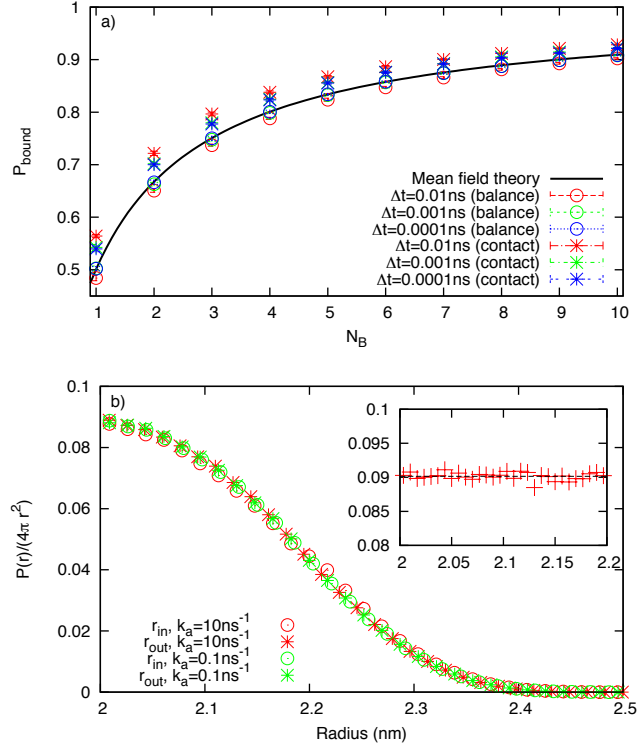 a)
1
0.9
0.8
0.7
0.6
0.5
P_bound
Mean field theory
Δt=0.01ns (balance)
Δt=0.001ns (balance)
Δt=0.0001ns (balance)
Δt=0.01ns (contact)
Δt=0.001ns (contact)
Δt=0.0001ns (contact)
1 2 3 4 5 6 7 8 9 10
N_B
b)
0.1
0.08
0.06
0.04
0.02
0
P(r)/(4π r²)
0.1
0.095
0.09
0.085
0.08
2 2.05 2.1 2.15 2.2
r_in, k_a=10ns⁻¹
r_out, k_a=10ns⁻¹
r_in, k_a=0.1ns⁻¹
r_out, k_a=0.1ns⁻¹
2 2.1 2.2 2.3 2.4 2.5
Radius (nm)